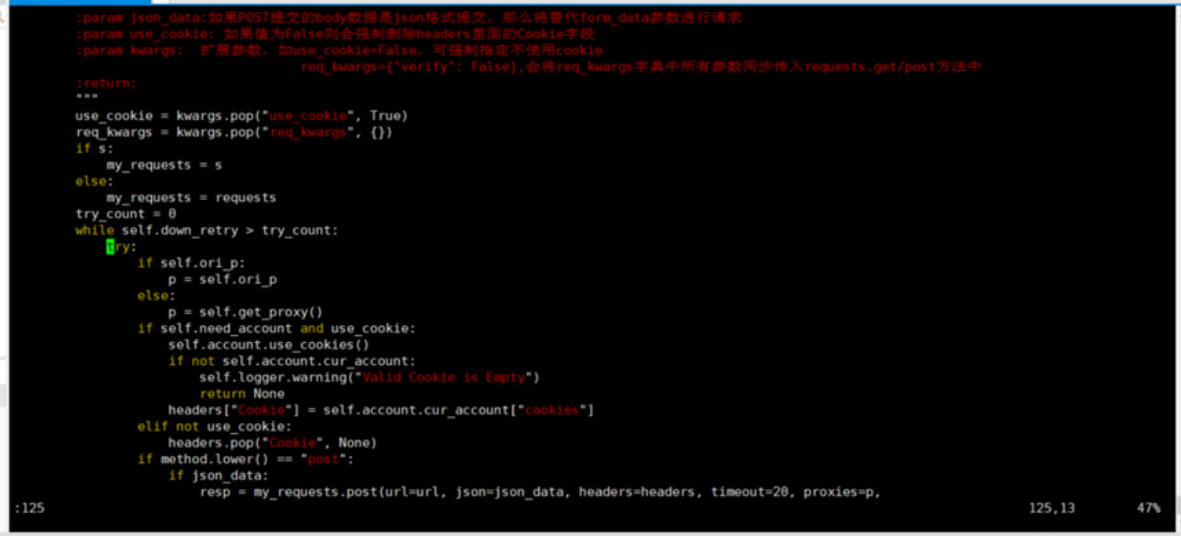 :param json_data:如果POST提交的body数据是json格式提交, 那么将替代form_data参数进行请求
:param use_cookie: 如果值为False则会强制删除headers里面的Cookie字段
:param kwargs: 扩展参数, 如use_cookie=False, 可强制指定不使用cookie
req_kwargs={"verify": False},会将req_kwargs字典中所有参数同步传入requests.get/post方法中
:return:
"""
use_cookie = kwargs.pop("use_cookie", True)
req_kwargs = kwargs.pop("req_kwargs", {})
if s:
my_requests = s
else:
my_requests = requests
try_count = 0
while self.down_retry > try_count:
try:
if self.ori_p:
p = self.ori_p
else:
p = self.get_proxy()
if self.need_account and use_cookie:
self.account.use_cookies()
if not self.account.cur_account:
self.logger.warning("Valid Cookie is Empty")
return None
headers["Cookie"] = self.account.cur_account["cookies"]
elif not use_cookie:
headers.pop("Cookie", None)
if method.lower() == "post":
if json_data:
resp = my_requests.post(url=url, json=json_data, headers=headers, timeout=20, proxies=p,
:125 125,13 47%